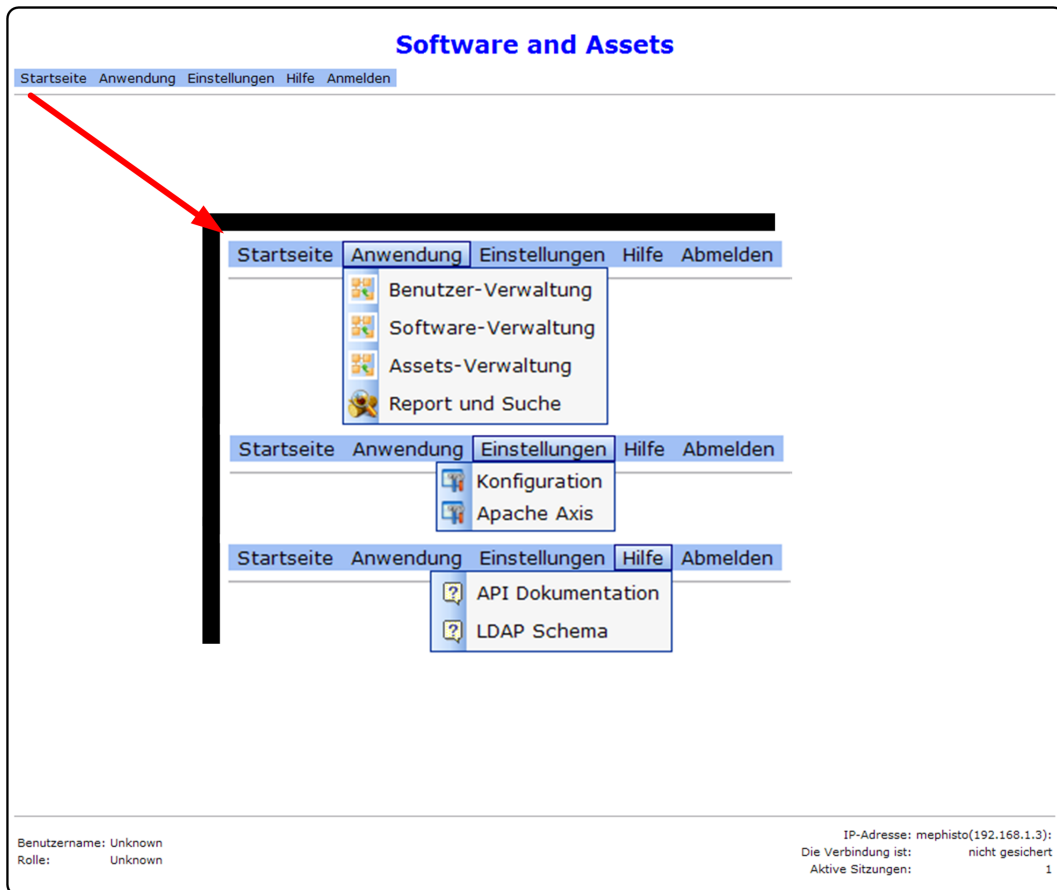 Software and Assets
Startseite Anwendung Einstellungen Hilfe Anmelden
Startseite Anwendung Einstellungen Hilfe Abmelden
Benutzer-Verwaltung
Software-Verwaltung
Assets-Verwaltung
Report und Suche
Startseite Anwendung Einstellungen Hilfe Abmelden
Konfiguration
Apache Axis
Startseite Anwendung Einstellungen Hilfe Abmelden
API Dokumentation
LDAP Schema
Benutzername: Unknown
Rolle: Unknown
IP-Adresse: mephisto(192.168.1.3):
Die Verbindung ist: nicht gesichert
Aktive Sitzungen: 1